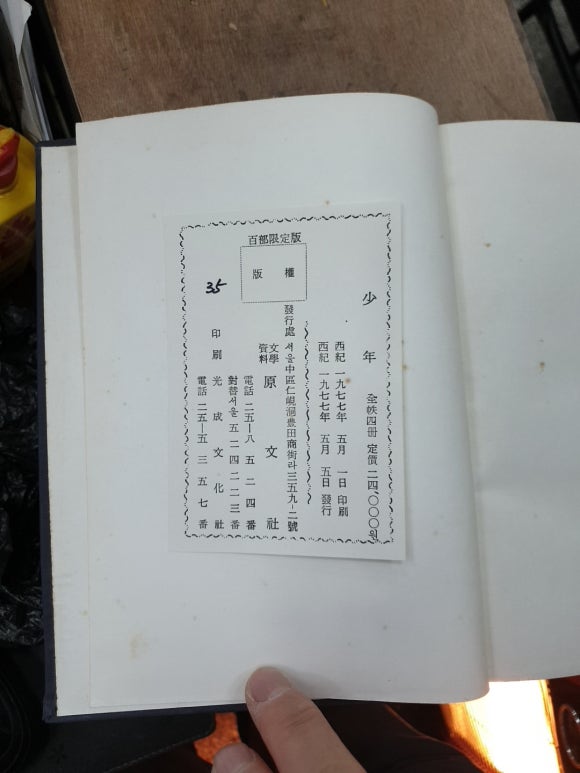 百部限定版
版權
35
少年 全帙四冊 定價二四,〇〇〇원
西紀 一九七七年 五月 一日 印刷
西紀 一九七七年 五月 五日 發行
發行處 서울中區仁峴洞豊田商街라三五九—二號
文學資料 原文社
電話 二五—八五二四番
對替서울 五二四二二三番
印刷 光成文化社
電話 二五—五三五七番